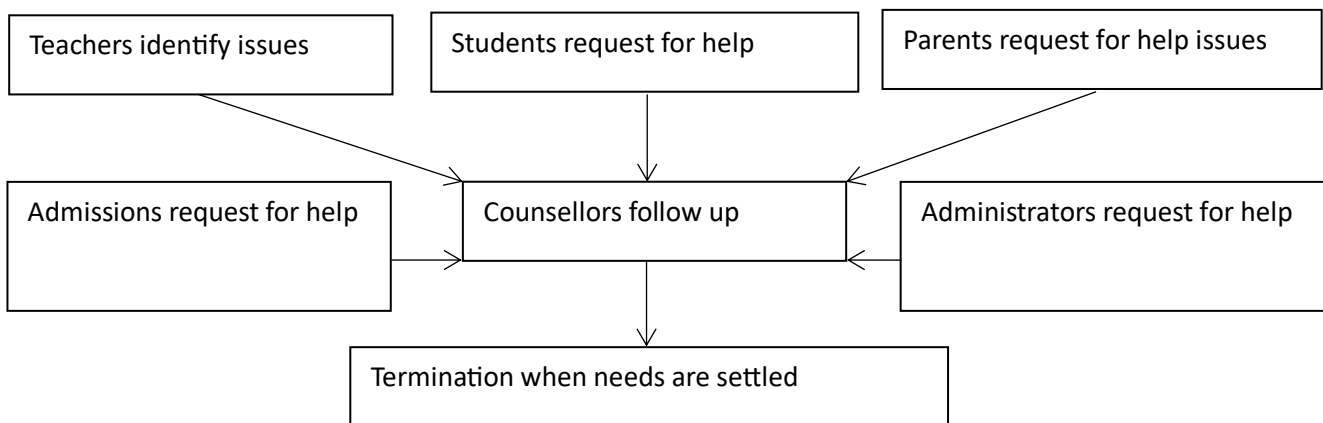 Teachers identify issues
Students request for help
Parents request for help issues
Admissions request for help
Counsellors follow up
Administrators request for help
Termination when needs are settled